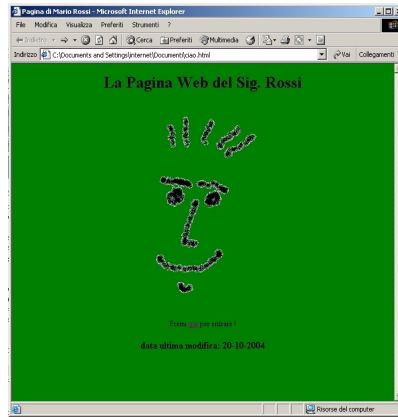 Pagina di Mario Rossi - Microsoft Internet Explorer
File Modifica Visualizza Preferiti Strumenti ?
Indietro Cerca Preferiti Multimedia
Indirizzo C:\Documents and Settings\internet\Documenti\ciao.html Vai Collegamenti
La Pagina Web del Sig. Rossi
Premi qui per entrare !
data ultima modifica: 20-10-2004
Risorse del computer